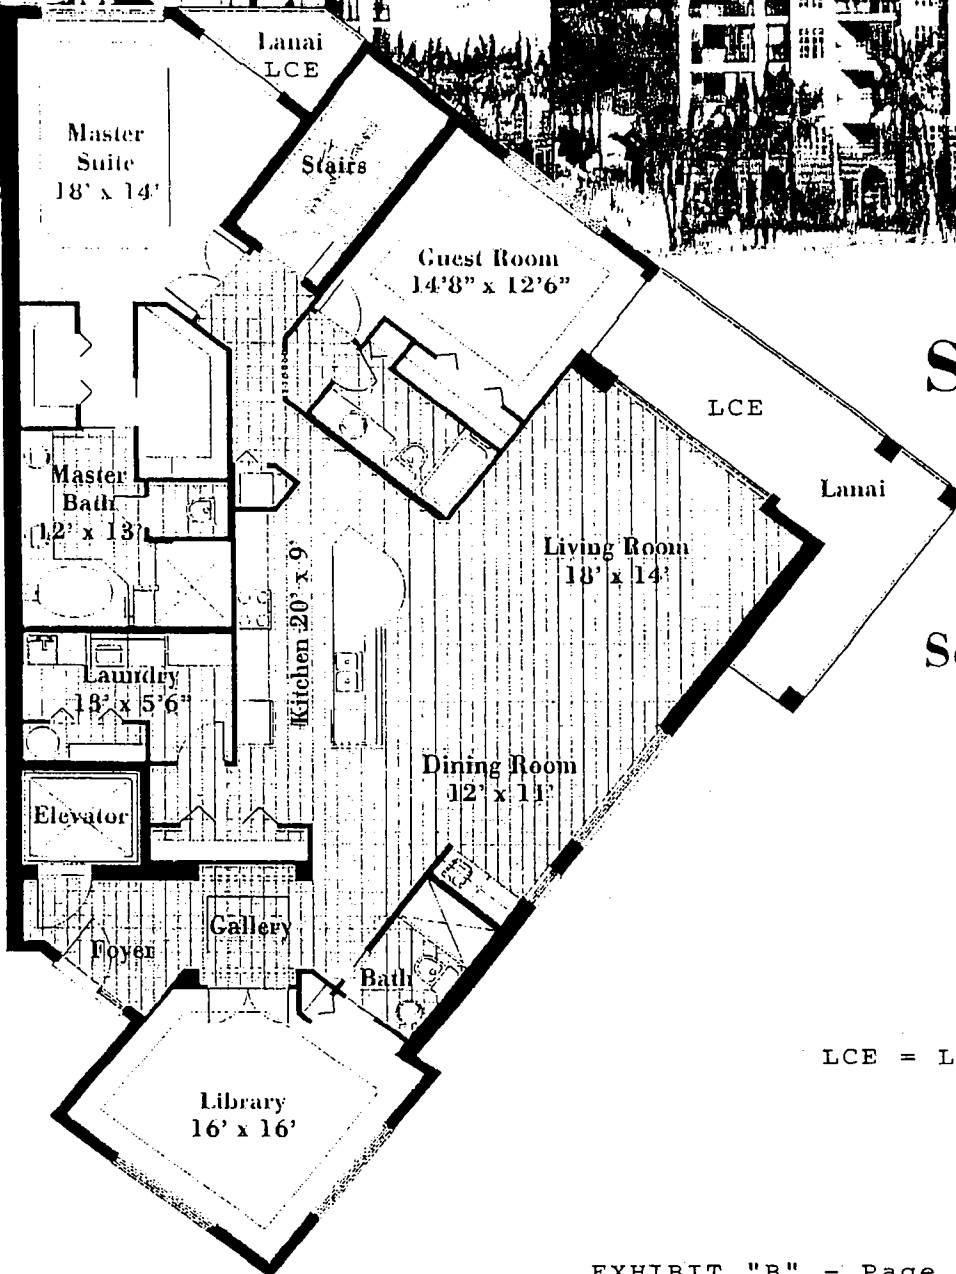 Lanai
LCE
Master
Suite
18' x 14'
Stairs
Guest Room
14'8" x 12'6"
S
LCE
Lanai
Master
Bath
12' x 13'
Living Room
18' x 14'
Kitchen 20' x 9'
Laundry
13' x 5'6"
Dining Room
12' x 11'
Elevator
Gallery
Foyer
Bath
LCE = L
Library
16' x 16'
EXHIBIT "B" - Page